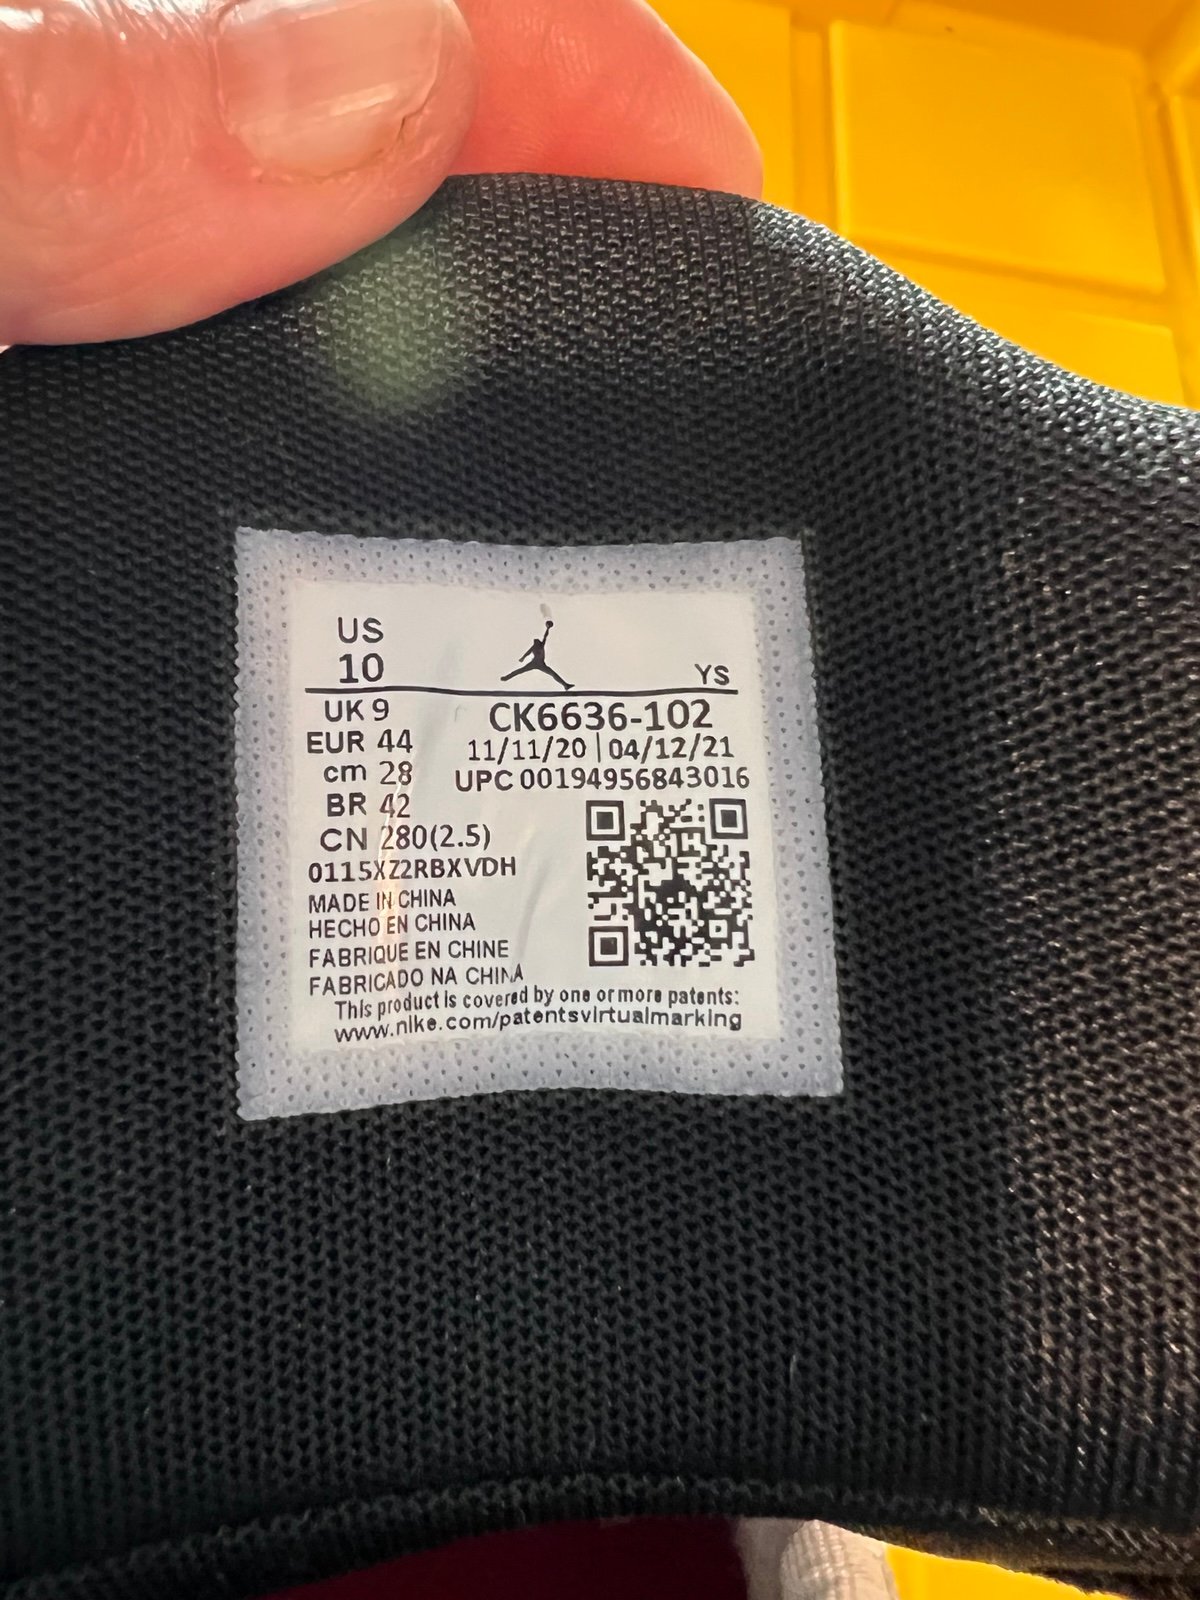 US
10
YS
UK 9
CK6636-102
EUR 44
11/11/20 | 04/12/21
cm 28
UPC 00194956843016
BR 42
CN 280(2.5)
0115XZ2RBXVDH
MADE IN CHINA
HECHO EN CHINA
FABRIQUE EN CHINE
FABRICADO NA CHINA
This product is covered by one or more patents:
www.nike.com/patentsvirtualmarking